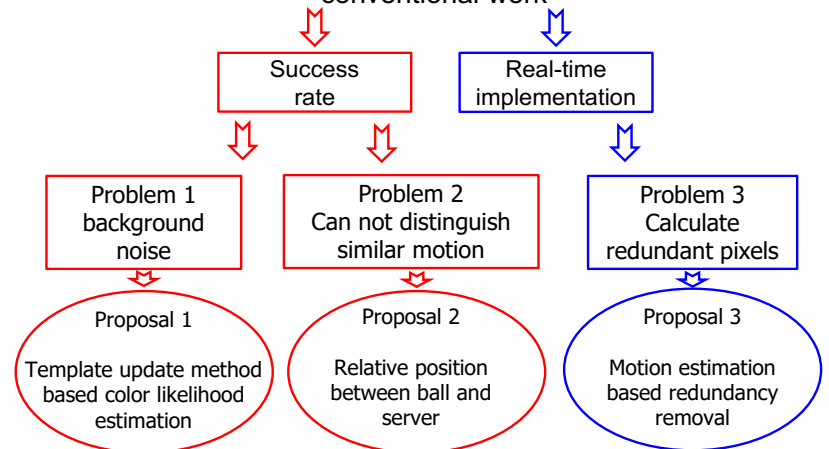 conventional work
Success
rate
Real-time
implementation
Problem 1
background
noise
Problem 2
Can not distinguish
similar motion
Problem 3
Calculate
redundant pixels
Proposal 1
Template update method
based color likelihood
estimation
Proposal 2
Relative position
between ball and
server
Proposal 3
Motion estimation
based redundancy
removal